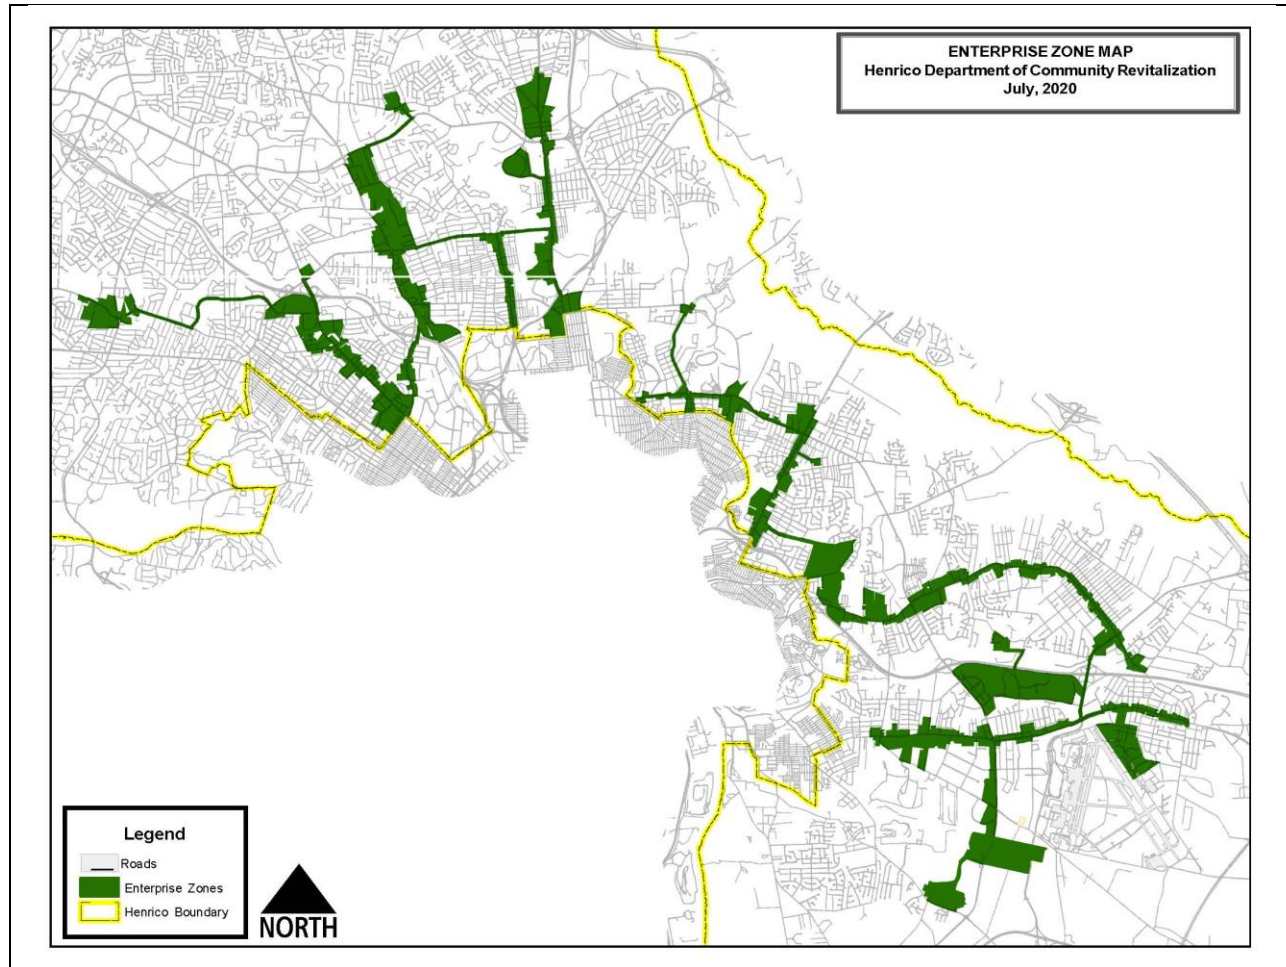 ENTERPRISE ZONE MAP
Henrico Department of Community Revitalization
July, 2020
Legend
Roads
Enterprise Zones
Henrico Boundary
NORTH